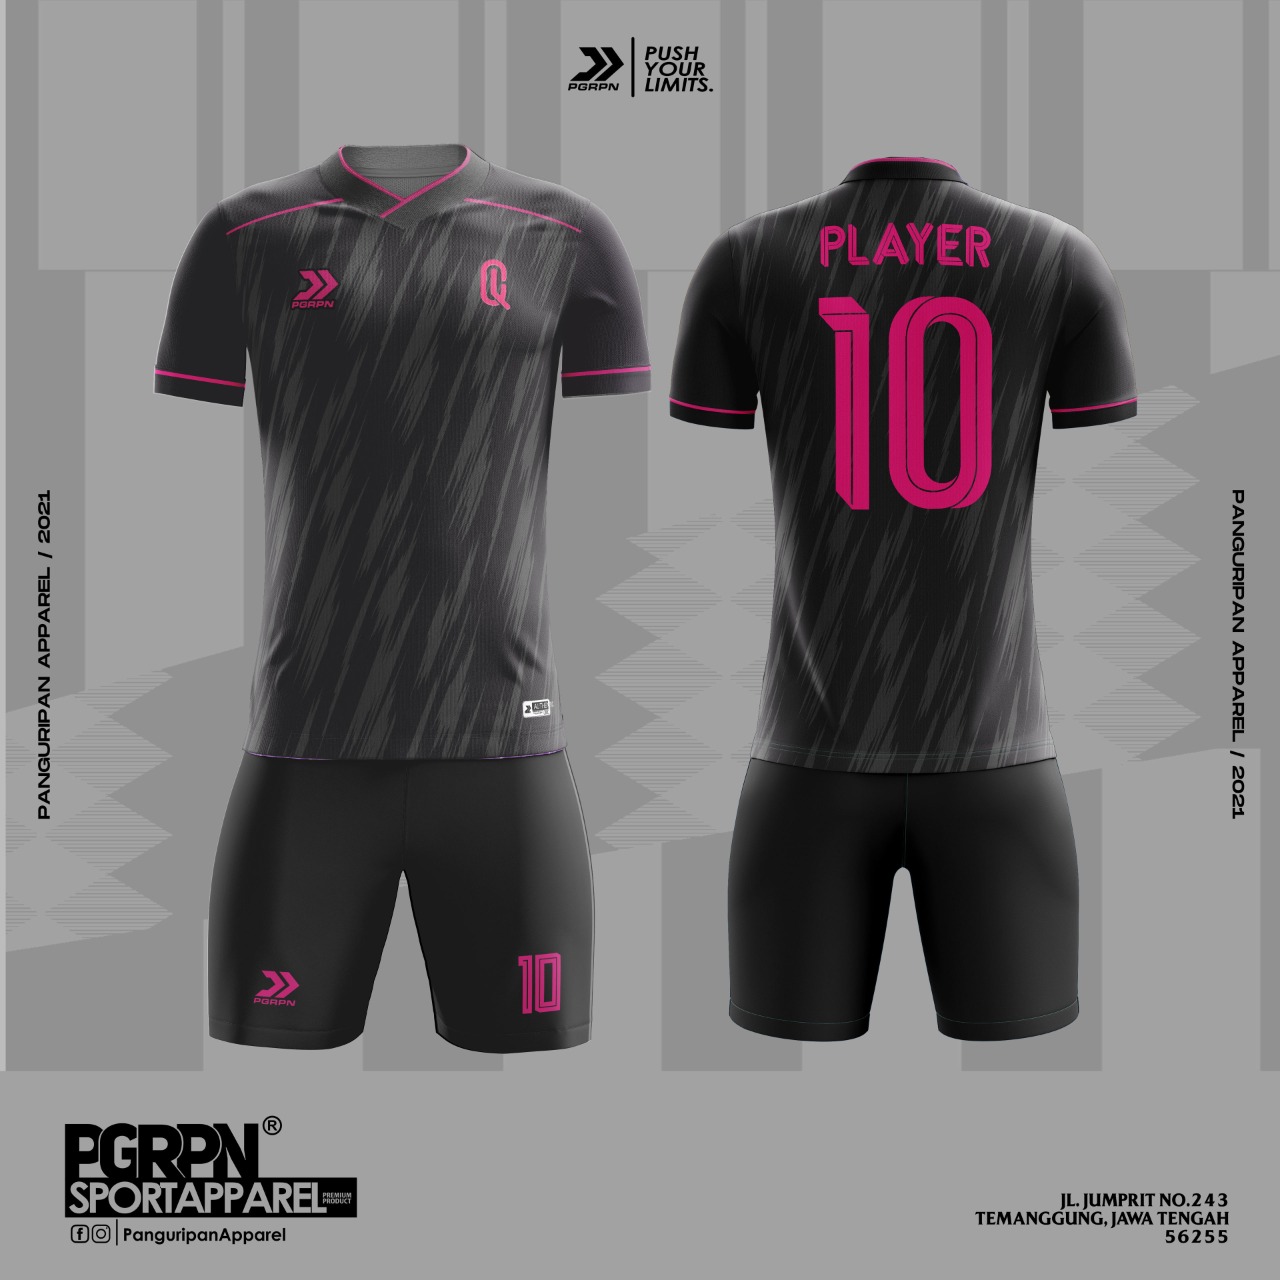 PGRPN
PUSH
YOUR
LIMITS.
PGRPN
PLAYER
10
PANGURIPAN APPAREL / 2021
PANGURIPAN APPAREL / 2021
PGRPN
10
PGRPN®
SPORTAPPAREL
PREMIUM
PRODUCT
PanguripanApparel
JL. JUMPRIT NO.243
TEMANGGUNG, JAWA TENGAH
56255